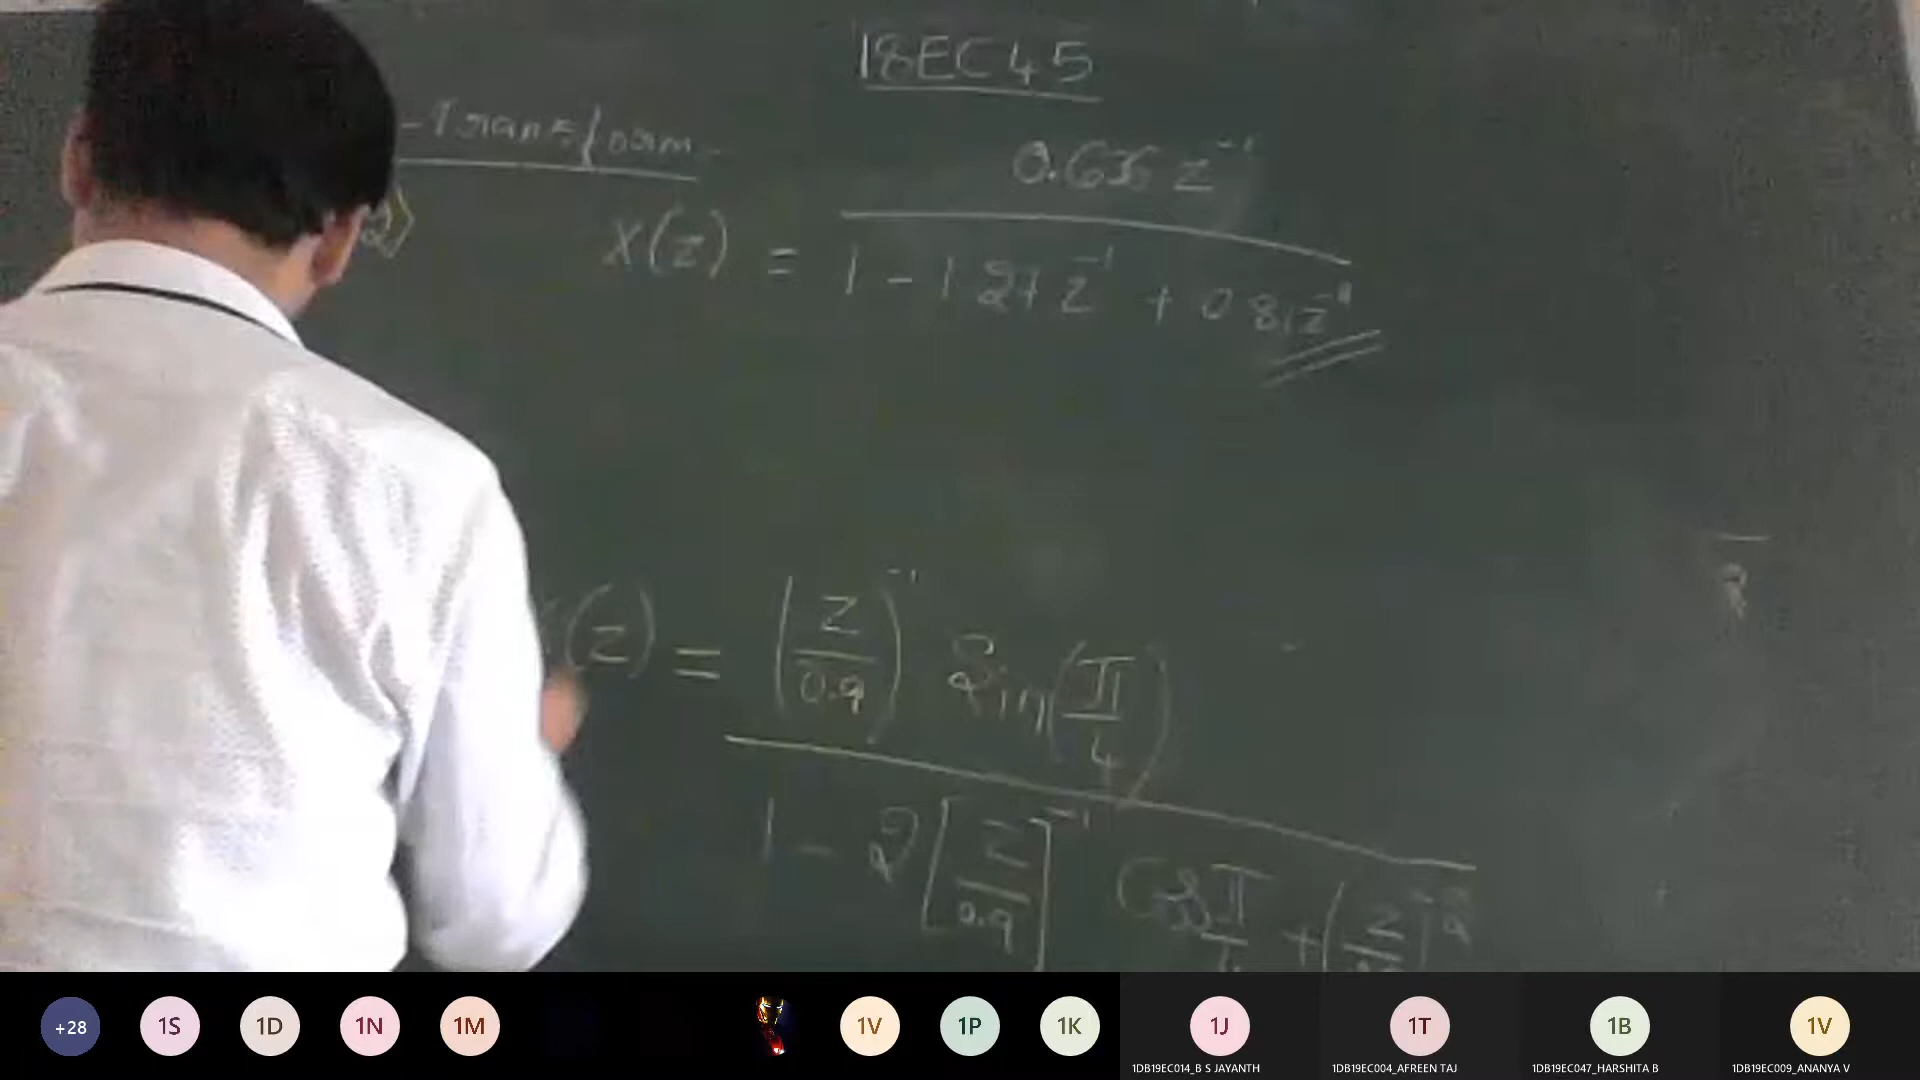 18EC45
-Transform
2)
0.636 z⁻¹
X(z) = 1 - 1.27 z⁻¹ + 0.81 z⁻²
(z) = (z/0.9)⁻¹ Sin(π/4)
1 - 2[z/0.9]⁻¹ Cos π/4 + (z/0.9)⁻²
+28
1S
1D
1N
1M
1V
1P
1K
1J
1T
1B
1V
1DB19EC014_B S JAYANTH
1DB19EC004_AFREEN TAJ
1DB19EC047_HARSHITA B
1DB19EC009_ANANYA V